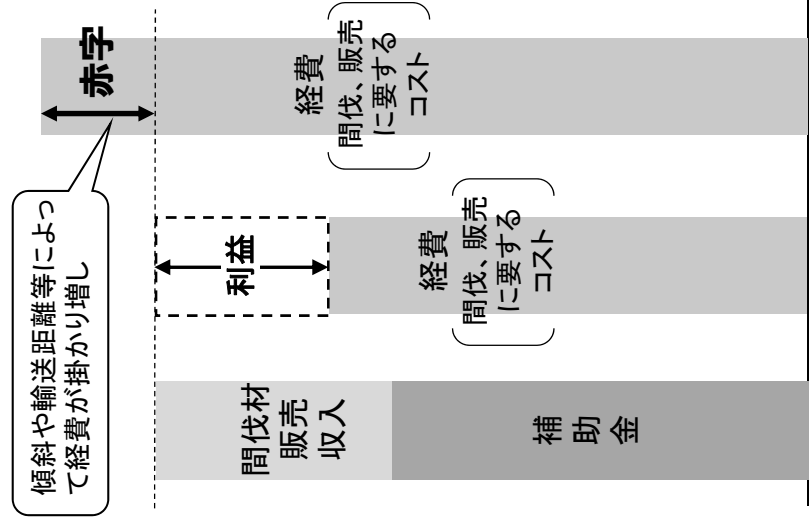 傾斜や輸送距離等によっ
て経費が掛かり増し
赤字
経費
間伐、販売
に要する
コスト
利益
経費
間伐、販売
に要する
コスト
間伐材
販売
収入
補
助
金